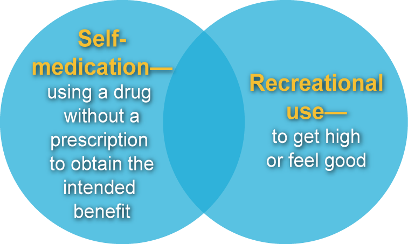 Self-
medication—
using a drug
without a
prescription
to obtain the
intended
benefit
Recreational
use—
to get high
or feel good